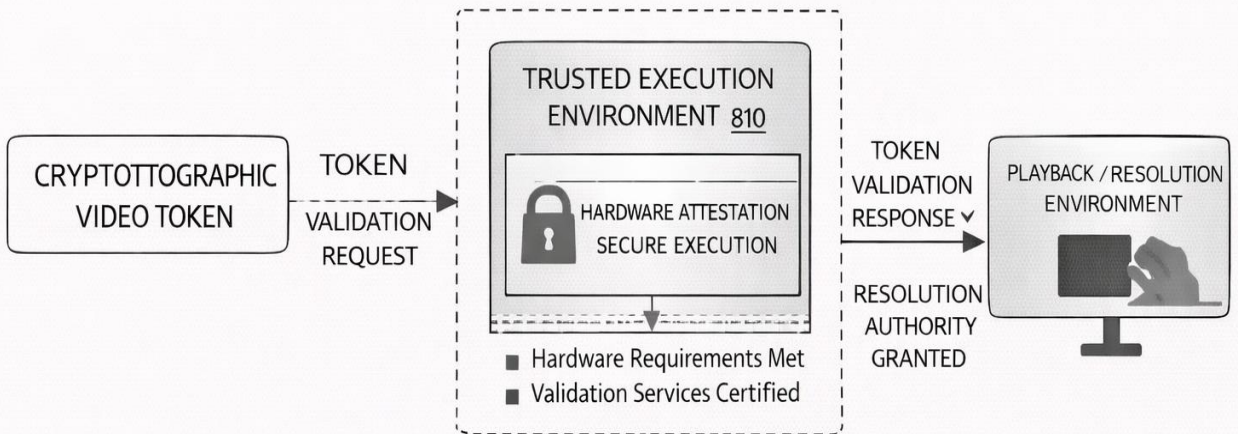 CRYPTOTTOGRAPHIC
VIDEO TOKEN
TOKEN
VALIDATION
REQUEST
TRUSTED EXECUTION
ENVIRONMENT 810
HARDWARE ATTESTATION
SECURE EXECUTION
Hardware Requirements Met
Validation Services Certified
TOKEN
VALIDATION
RESPONSE
RESOLUTION
AUTHORITY
GRANTED
PLAYBACK / RESOLUTION
ENVIRONMENT